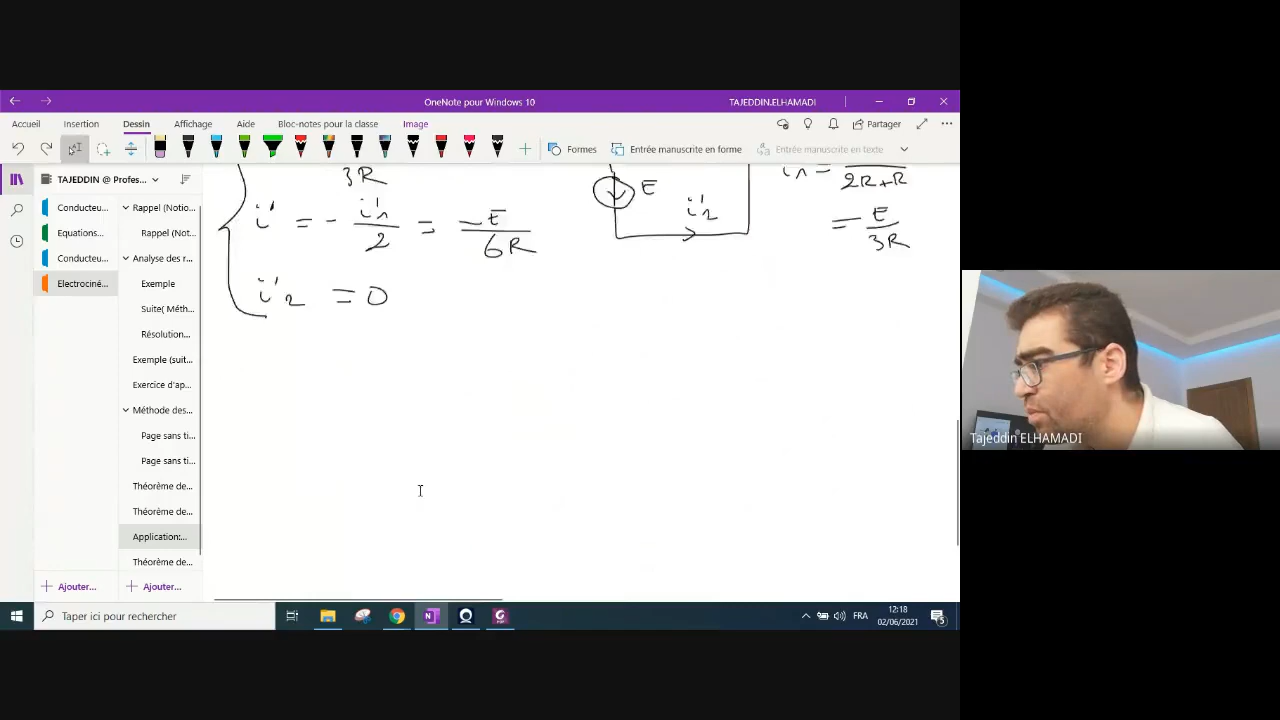 OneNote pour Windows 10
TAJEDDIN.ELHAMADI
Accueil Insertion Dessin Affichage Aide Bloc-notes pour la classe Image
Partager
Formes
Entrée manuscrite en forme
Entrée manuscrite en texte
TAJEDDIN @ Profes...
Conducteu...
Equations...
Conducteu...
Electrociné...
Rappel (Notio...
Rappel (Not...
Analyse des r...
Exemple
Suite( Méth...
Résolution...
Exemple (suit...
Exercice d'ap...
Méthode des...
Page sans ti...
Page sans ti...
Théorème de...
Théorème de...
Application:...
Théorème de...
Ajouter...
Ajouter...
3R
i' = - i'1/2 = -E/6R
i'2 = 0
E
i'2
i'1 = 2R+R
= E/3R
Tajeddin ELHAMADI
Taper ici pour rechercher
FRA
12:18
02/06/2021
5